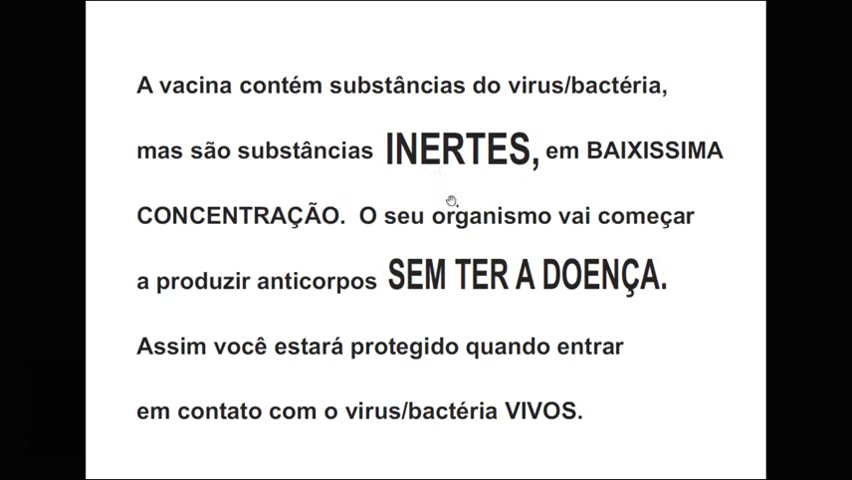 A vacina contém substâncias do virus/bactéria,
mas são substâncias INERTES, em BAIXISSIMA
CONCENTRAÇÃO. O seu organismo vai começar
a produzir anticorpos SEM TER A DOENÇA.
Assim você estará protegido quando entrar
em contato com o virus/bactéria VIVOS.